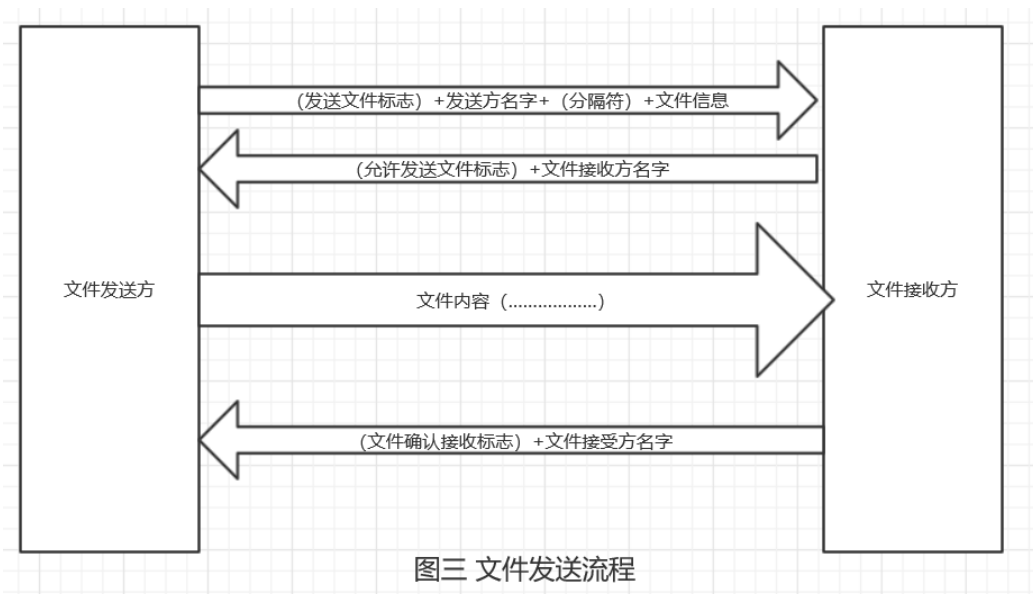 (发送文件标志)+发送方名字+(分隔符)+文件信息
(允许发送文件标志)+文件接收方名字
文件发送方
文件内容(..................)
文件接收方
(文件确认接收标志)+文件接受方名字
图三 文件发送流程